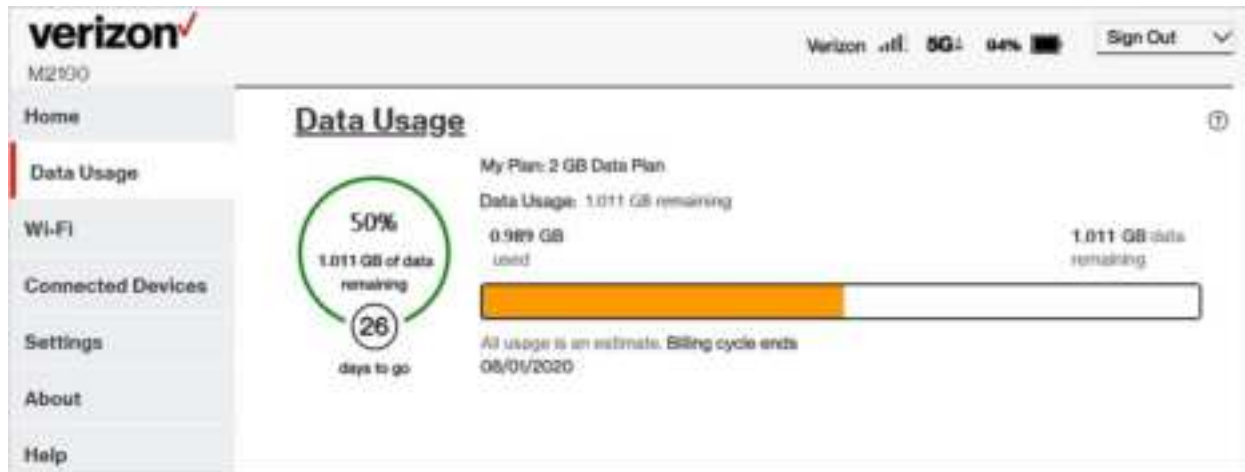 verizon✓
M2100
Verizon 5G 94%
Sign Out
Home
Data Usage
Wi-Fi
Connected Devices
Settings
About
Help
Data Usage
50%
1.011 GB of data
remaining
26
days to go
My Plan: 2 GB Data Plan
Data Usage: 1.011 GB remaining
0.989 GB
used
1.011 GB data
remaining
All usage is an estimate. Billing cycle ends
08/01/2020